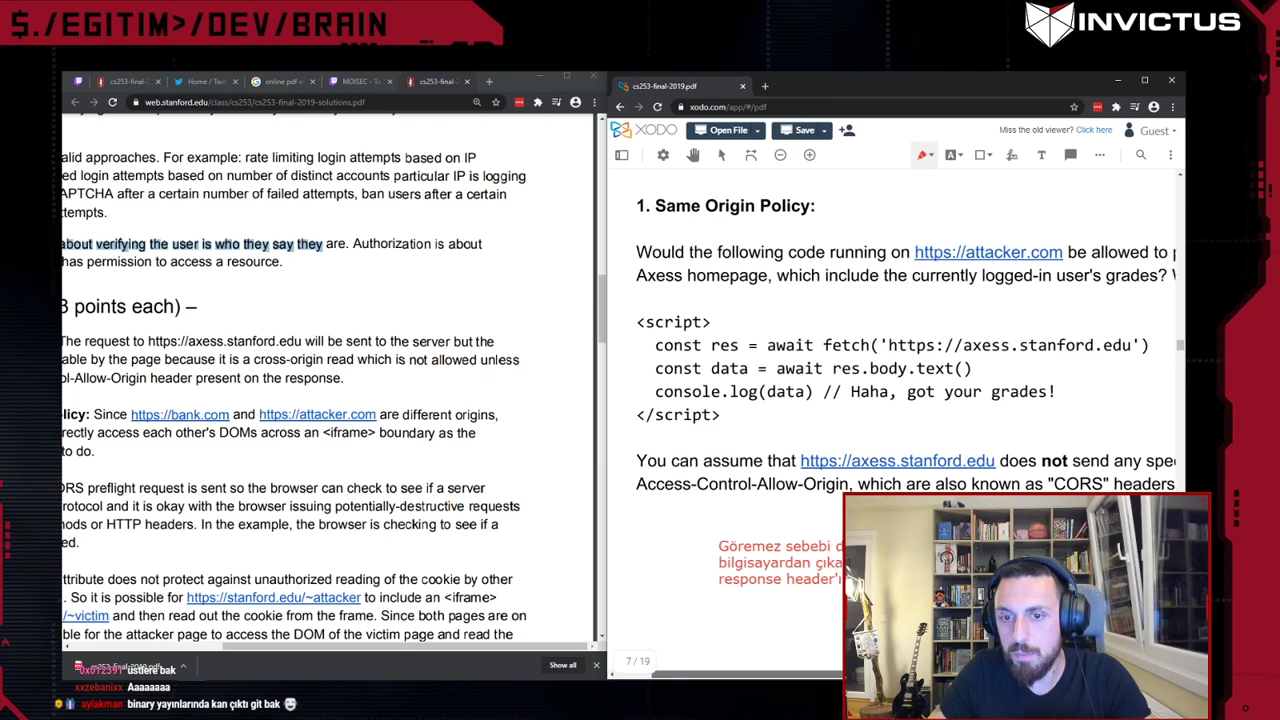 $./EGITIM>/DEV/BRAIN
INVICTUS
cs253-final-
Home / Twit
online pdf e
MDISEC - T
cs253-final-
web.stanford.edu/class/cs253/cs253-final-2019-solutions.pdf
alid approaches. For example: rate limiting login attempts based on IP
ed login attempts based on number of distinct accounts particular IP is logging
APTCHA after a certain number of failed attempts, ban users after a certain
ttempts.
about verifying the user is who they say they are. Authorization is about
has permission to access a resource.
3 points each) –
The request to https://axess.stanford.edu will be sent to the server but the
able by the page because it is a cross-origin read which is not allowed unless
ol-Allow-Origin header present on the response.
licy: Since https://bank.com and https://attacker.com are different origins,
rectly access each other's DOMs across an <iframe> boundary as the
to do.
ORS preflight request is sent so the browser can check to see if a server
rotocol and it is okay with the browser issuing potentially-destructive requests
hods or HTTP headers. In the example, the browser is checking to see if a
ed.
ttribute does not protect against unauthorized reading of the cookie by other
. So it is possible for https://stanford.edu/~attacker to include an <iframe>
/~victim and then read out the cookie from the frame. Since both pages are on
ble for the attacker page to access the DOM of the victim page and read the
Show all
0x012391 üstlere bak
xxzebanixx Aaaaaaaa
aylakman binary yayınlarında kan çıktı git bak
cs253-final-2019.pdf
xodo.com/app/#/pdf
XODO
Open File
Save
Miss the old viewer? Click here
Guest
1. Same Origin Policy:
Would the following code running on https://attacker.com be allowed to
Axess homepage, which include the currently logged-in user's grades?
<script>
const res = await fetch('https://axess.stanford.edu')
const data = await res.body.text()
console.log(data) // Haha, got your grades!
</script>
You can assume that https://axess.stanford.edu does not send any spe
Access-Control-Allow-Origin, which are also known as "CORS" headers
Göremez sebebi d
bilgisayardan çıka
response header'ı
7 / 19